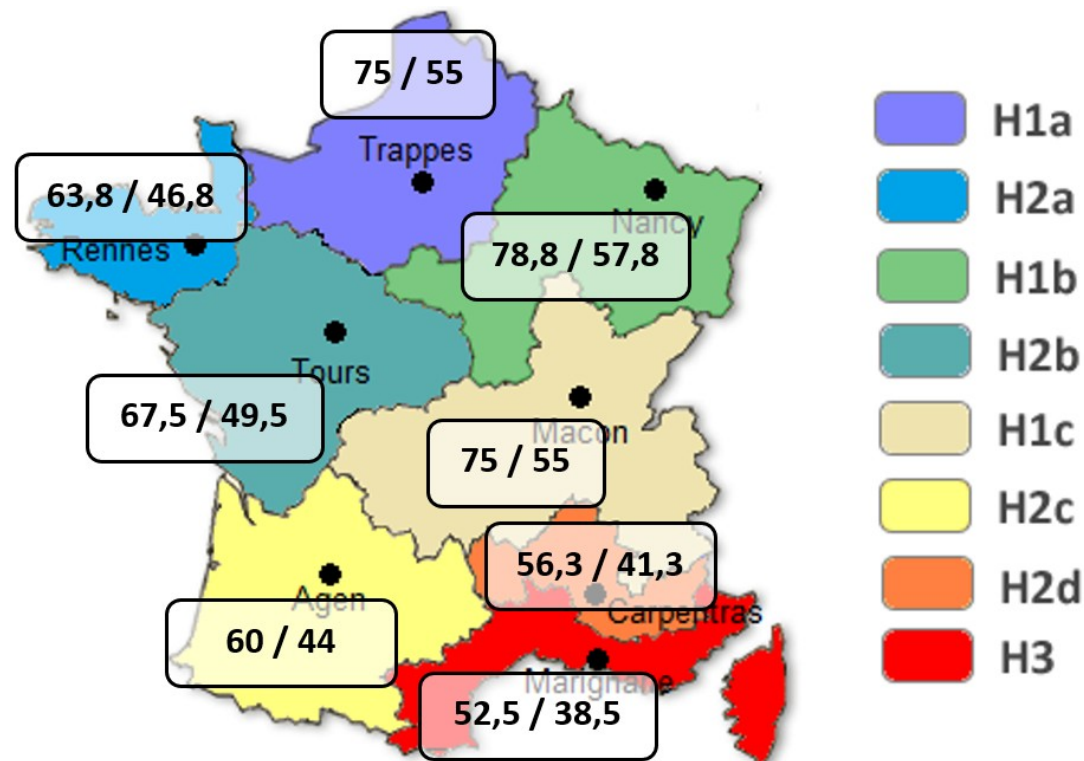 75 / 55
Trappes
63,8 / 46,8
Rennes
Nancy
78,8 / 57,8
Tours
67,5 / 49,5
Macon
75 / 55
56,3 / 41,3
Agen
Carpentras
60 / 44
Marignane
52,5 / 38,5
H1a
H2a
H1b
H2b
H1c
H2c
H2d
H3